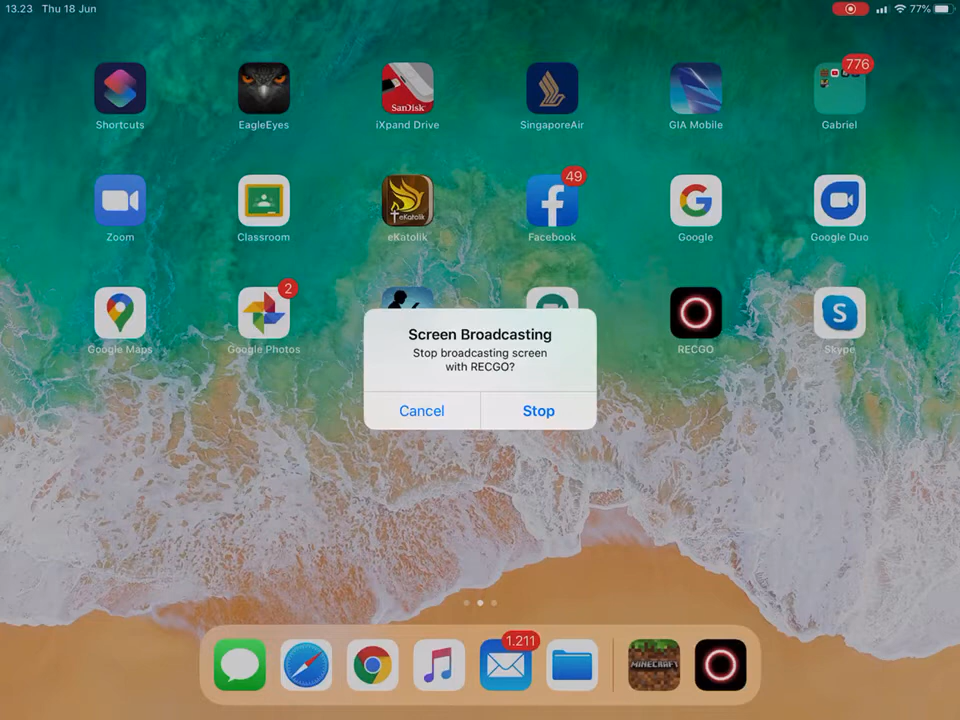 13.23 Thu 18 Jun
77%
776
SanDisk
Shortcuts
EagleEyes
iXpand Drive
SingaporeAir
GIA Mobile
Gabriel
49
eKatolik
Zoom
Classroom
eKatolik
Facebook
Google
Google Duo
2
S
Google Maps
Google Photos
RECGO
Skype
Screen Broadcasting
Stop broadcasting screen
with RECGO?
Cancel
Stop
1.211
MINECRAFT